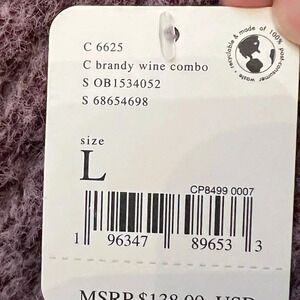 C 6625
C brandy wine combo
S OB1534052
S 68654698
recyclable & made of 100% post-consumer waste
size
L
CP8499 0007
1 96347 89653 3
MSRP $138.00 USD